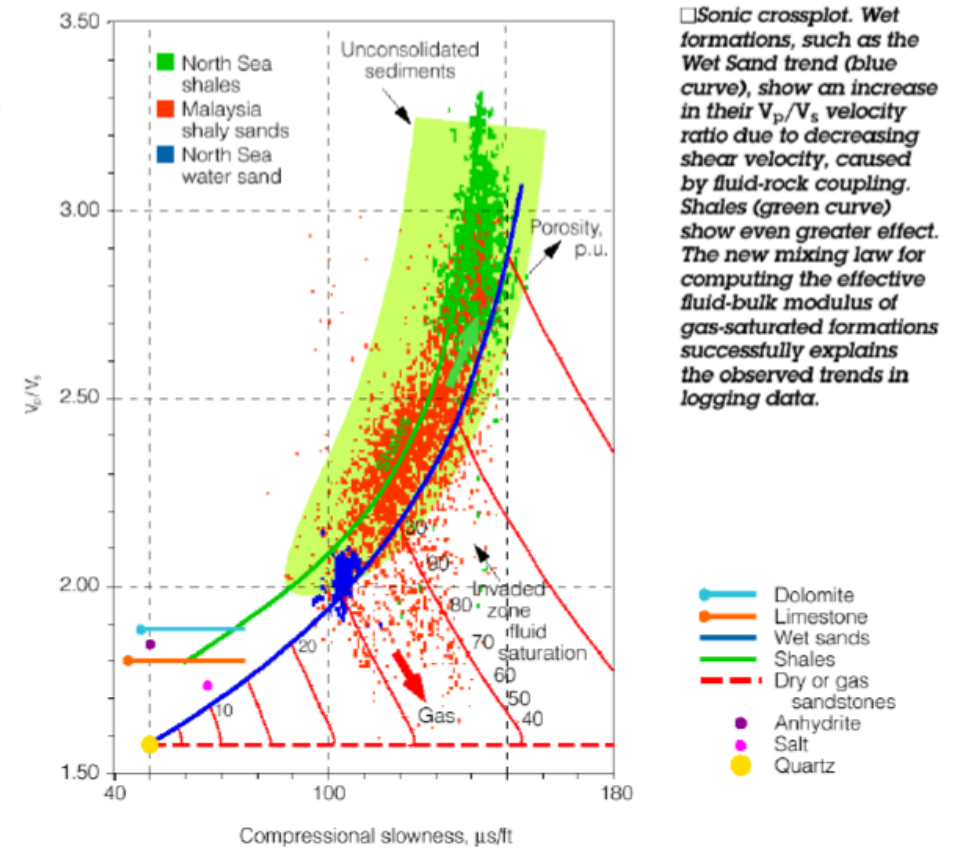 3.50
3.00
2.50
2.00
1.50
Vp/Vs
North Sea
shales
Malaysia
shaly sands
North Sea
water sand
Unconsolidated
sediments
Porosity,
p.u.
30
90
80
70
60
50
40
Invaded
zone
fluid
saturation
20
10
Gas
40
100
180
Compressional slowness, µs/ft
□Sonic crossplot. Wet
formations, such as the
Wet Sand trend (blue
curve), show an increase
in their Vp/Vs velocity
ratio due to decreasing
shear velocity, caused
by fluid-rock coupling.
Shales (green curve)
show even greater effect.
The new mixing law for
computing the effective
fluid-bulk modulus of
gas-saturated formations
successfully explains
the observed trends in
logging data.
Dolomite
Limestone
Wet sands
Shales
Dry or gas
sandstones
Anhydrite
Salt
Quartz